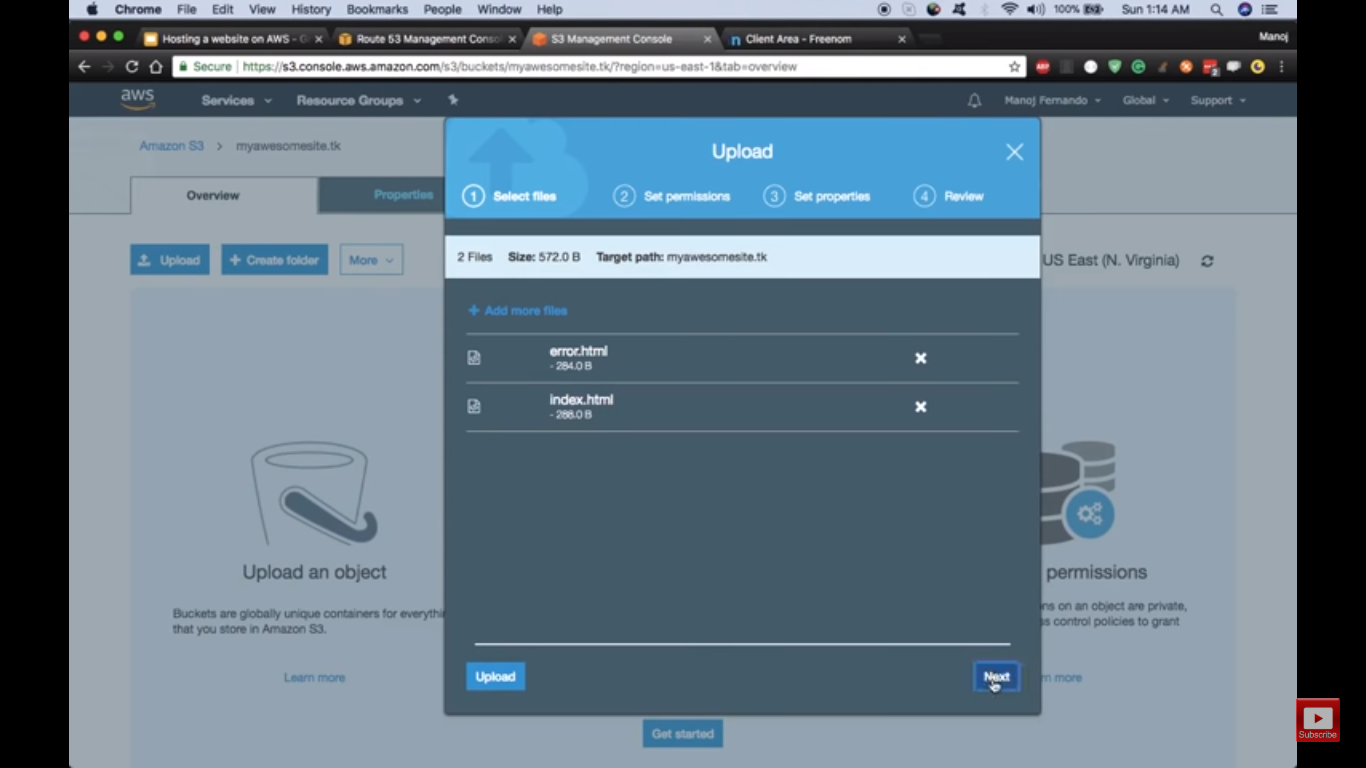 Chrome File Edit View History Bookmarks People Window Help 100% Sun 1:14 AM
Hosting a website on AWS - G Route 53 Management Conso S3 Management Console Client Area - Freenom Manoj
Secure https://s3.console.aws.amazon.com/s3/buckets/myawesomesite.tk/?region=us-east-1&tab=overview
aws Services Resource Groups Manoj Fernando Global Support
Amazon S3 > myawesomesite.tk
Upload
Overview Properties
1 Select files 2 Set permissions 3 Set properties 4 Review
Upload + Create folder More
2 Files Size: 572.0 B Target path: myawesomesite.tk
US East (N. Virginia)
+ Add more files
error.html
- 284.0 B
index.html
- 288.0 B
Upload an object
permissions
Buckets are globally unique containers for everythi
that you store in Amazon S3.
ns on an object are private,
ss control policies to grant
Learn more
rn more
Upload Next
Get started
Subscribe